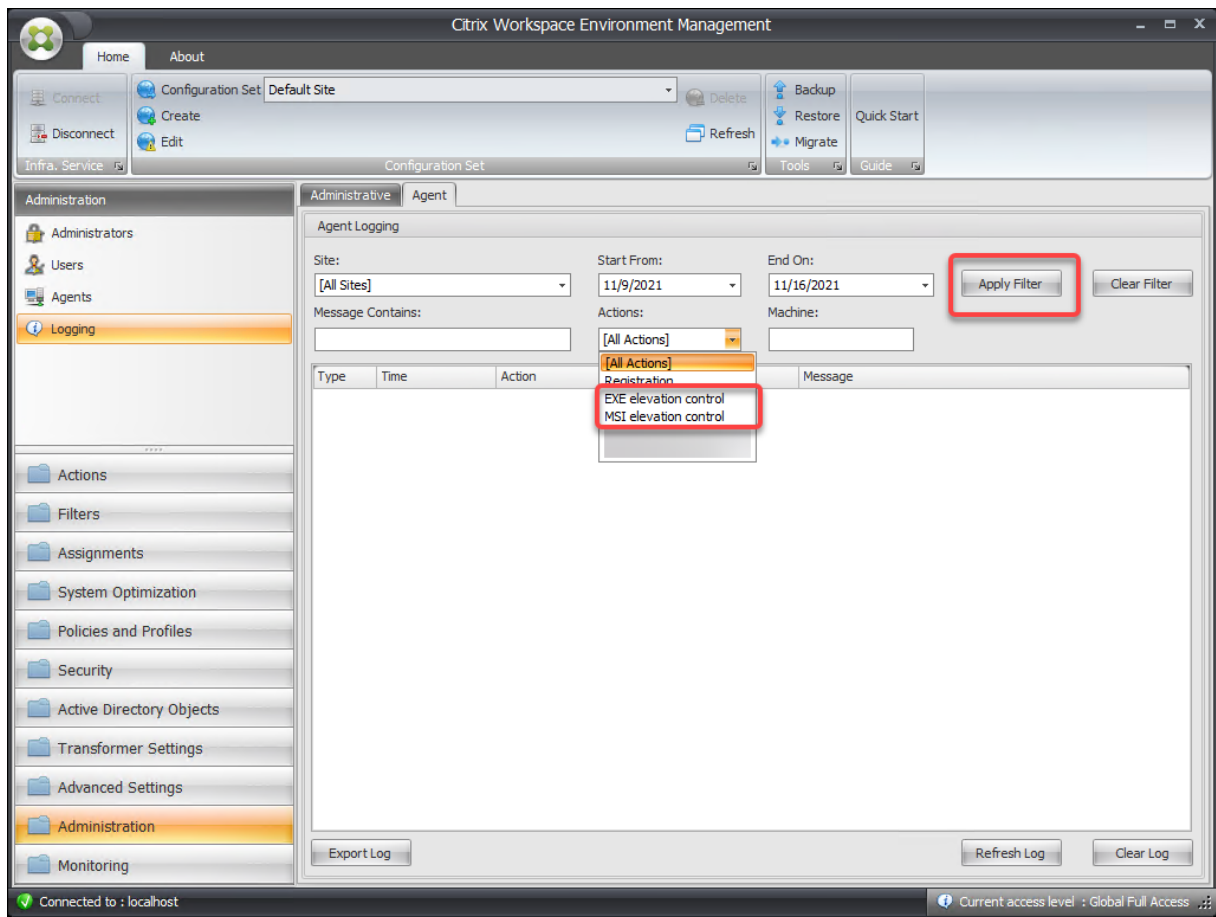 Citrix Workspace Environment Management
Home About
Connect
Disconnect
Infra. Service
Configuration Set Default Site
Create
Edit
Delete
Refresh
Configuration Set
Backup
Restore
Migrate
Tools
Quick Start
Guide
Administration
Administrators
Users
Agents
Logging
Actions
Filters
Assignments
System Optimization
Policies and Profiles
Security
Active Directory Objects
Transformer Settings
Advanced Settings
Administration
Monitoring
Administrative Agent
Agent Logging
Site: Start From: End On:
[All Sites] 11/9/2021 11/16/2021 Apply Filter Clear Filter
Message Contains: Actions: Machine:
[All Actions]
[All Actions]
Registration
EXE elevation control
MSI elevation control
Type Time Action Message
Export Log Refresh Log Clear Log
Connected to : localhost Current access level : Global Full Access